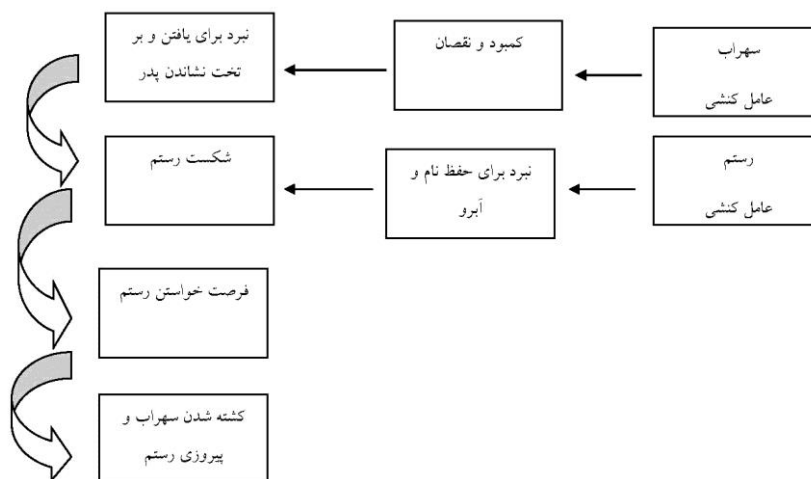 سهراب
عامل کنشی
کمبود و نقصان
نبرد برای یافتن و بر
تخت نشاندن پدر
رستم
عامل کنشی
نبرد برای حفظ نام و
آبرو
شکست رستم
فرصت خواستن رستم
کشته شدن سهراب و
پیروزی رستم